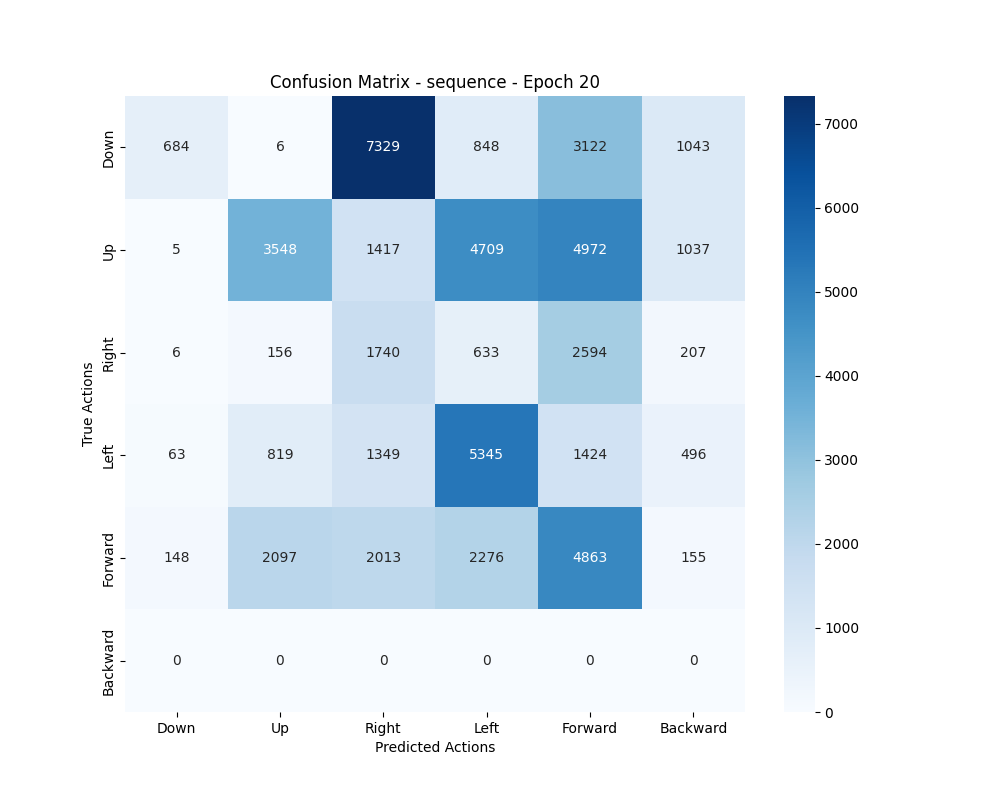 Confusion Matrix - sequence - Epoch 20
True Actions
Down 684 6 7329 848 3122 1043
Up 5 3548 1417 4709 4972 1037
Right 6 156 1740 633 2594 207
Left 63 819 1349 5345 1424 496
Forward 148 2097 2013 2276 4863 155
Backward 0 0 0 0 0 0
Down Up Right Left Forward Backward
Predicted Actions
7000
6000
5000
4000
3000
2000
1000
0